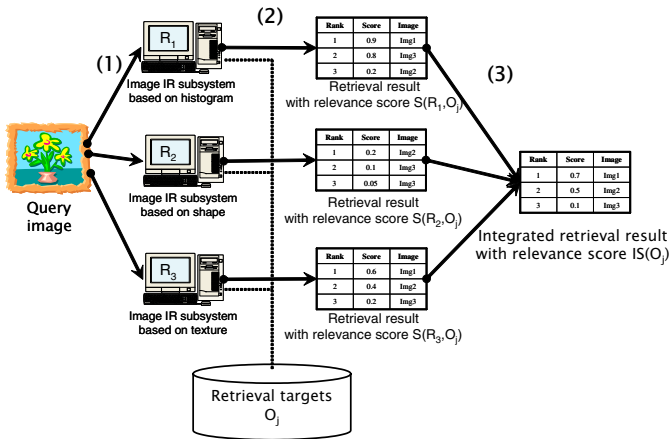 (1)
(2)
(3)
R1
Image IR subsystem
based on histogram
Rank Score Image
1 0.9 Img1
2 0.8 Img3
3 0.2 Img2
Retrieval result
with relevance score S(R1,Oj)
Query
image
R2
Image IR subsystem
based on shape
Rank Score Image
1 0.2 Img2
2 0.1 Img3
3 0.05 Img3
Retrieval result
with relevance score S(R2,Oj)
Rank Score Image
1 0.7 Img1
2 0.5 Img2
3 0.1 Img3
Integrated retrieval result
with relevance score IS(Oj)
R3
Image IR subsystem
based on texture
Rank Score Image
1 0.6 Img1
2 0.4 Img2
3 0.2 Img3
Retrieval result
with relevance score S(R3,Oj)
Retrieval targets
Oj